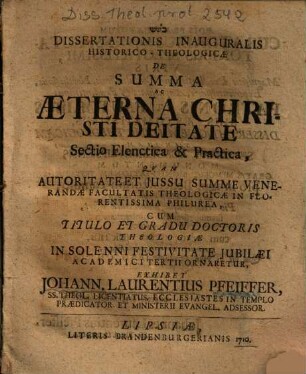 Diss. Theol. prot 2542
DISSERTATIONIS INAUGURALIS
HISTORICO-THEOLOGICÆ
DE
SUMMA
AC
ÆTERNA CHRI-
STI DEITATE
Sectio Elenctica & Practica,
QUAM
AUTORITATE ET JUSSU SUMME VENE-
RANDÆ FACULTATIS THEOLOGICÆ IN FLO-
RENTISSIMA PHILUREA,
CUM
TITULO ET GRADU DOCTORIS
THEOLOGIÆ
IN SOLENNI FESTIVITATE JUBILÆI
ACADEMICI TERTII ORNARETUR,
EXHIBET
JOHANN. LAURENTIUS PFEIFFER,
SS. THEOL. LICENTIATUS, ECCLESIASTES IN TEMPLO
PRÆDICATOR ET MINISTERII EVANGEL. ADSESSOR.
LIPSIÆ,
LITERIS BRANDENBURGERIANIS 1710.